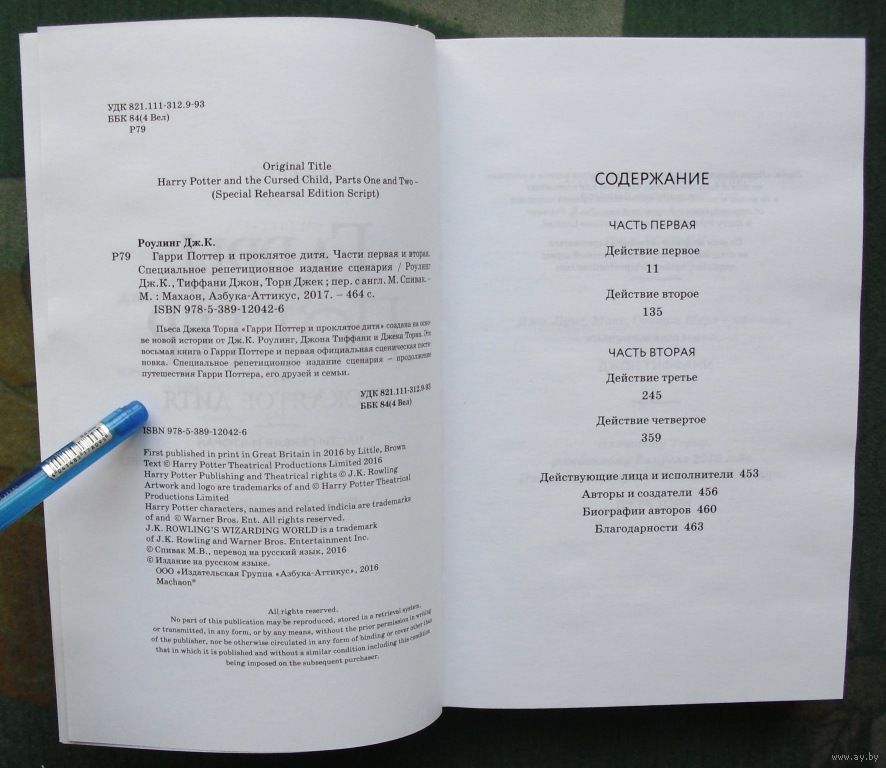 УДК 821.111-312.9-93
ББК 84(4 Вел)
Р79
Original Title
Harry Potter and the Cursed Child, Parts One and Two –
(Special Rehearsal Edition Script)
Роулинг Дж.К.
Р79 Гарри Поттер и проклятое дитя. Части первая и вторая.
Специальное репетиционное издание сценария / Роулинг
Дж.К., Тиффани Джон, Торн Джек ; пер. с англ. М. Спивак. –
М. : Махаон, Азбука-Аттикус, 2017. – 464 с.
ISBN 978-5-389-12042-6
Пьеса Джека Торна «Гарри Поттер и проклятое дитя» создана на осно-
ве новой истории от Дж.К. Роулинг, Джона Тиффани и Джека Торна. Это
восьмая книга о Гарри Поттере и первая официальная сценическая поста-
новка. Специальное репетиционное издание сценария – продолжение
путешествия Гарри Поттера, его друзей и семьи.
УДК 821.111-312.9-93
ББК 84(4 Вел)
ISBN 978-5-389-12042-6
First published in print in Great Britain in 2016 by Little, Brown
Text © Harry Potter Theatrical Productions Limited 2016
Harry Potter Publishing and Theatrical rights © J.K. Rowling
Artwork and logo are trademarks of and © Harry Potter Theatrical
Productions Limited
Harry Potter characters, names and related indicia are trademarks
of and © Warner Bros. Ent. All rights reserved.
J.K. ROWLING'S WIZARDING WORLD is a trademark
of J.K. Rowling and Warner Bros. Entertainment Inc.
© Спивак М.В., перевод на русский язык, 2016
© Издание на русском языке.
ООО «Издательская Группа «Азбука-Аттикус», 2016
Machaon®
All rights reserved.
No part of this publication may be reproduced, stored in a retrieval system,
or transmitted, in any form, or by any means, without the prior permission in writing
of the publisher, nor be otherwise circulated in any form of binding or cover other than
that in which it is published and without a similar condition including this condition
being imposed on the subsequent purchaser.
СОДЕРЖАНИЕ
ЧАСТЬ ПЕРВАЯ
Действие первое
11
Действие второе
135
ЧАСТЬ ВТОРАЯ
Действие третье
245
Действие четвертое
359
Действующие лица и исполнители 453
Авторы и создатели 456
Биографии авторов 460
Благодарности 463
www.ay.by